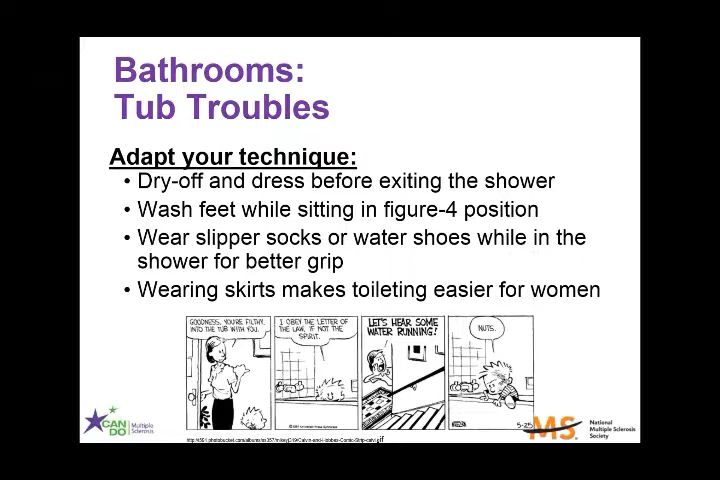 Bathrooms:
Tub Troubles
Adapt your technique:
• Dry-off and dress before exiting the shower
• Wash feet while sitting in figure-4 position
• Wear slipper socks or water shoes while in the
shower for better grip
• Wearing skirts makes toileting easier for women
GOODNESS, YOU'RE FILTHY.
INTO THE TUB WITH YOU.
I OBEY THE LETTER OF
THE LAW, IF NOT THE
SPIRIT.
LET'S HEAR SOME
WATER RUNNING!
NUTS.
5-25
CAN
DO
Multiple
Sclerosis
MS
National
Multiple Sclerosis
Society